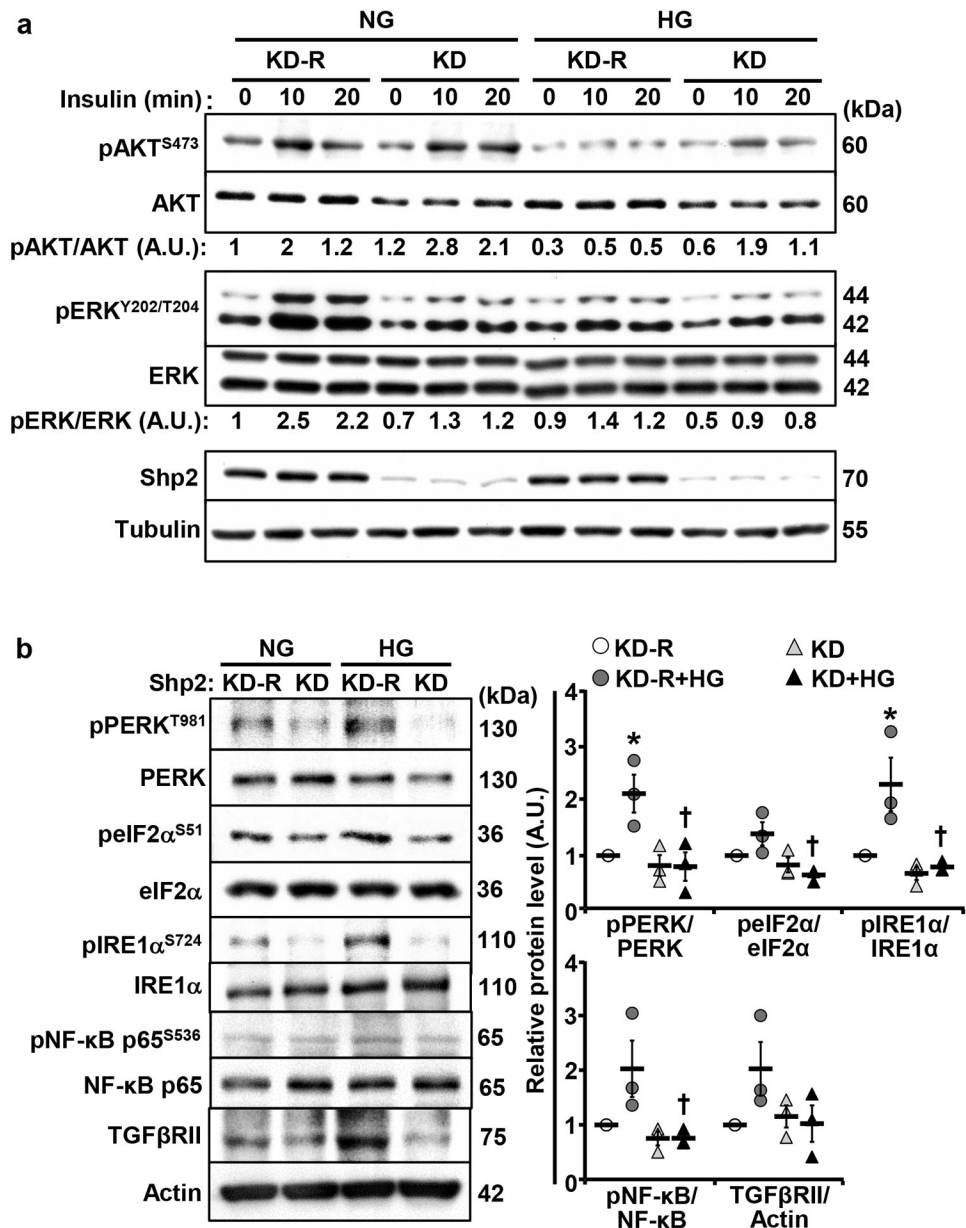 a
NG HG
KD-R KD KD-R KD
Insulin (min) : 0 10 20 0 10 20 0 10 20 0 10 20 (kDa)
pAKT^S473 60
AKT 60
pAKT/AKT (A.U.): 1 2 1.2 1.2 2.8 2.1 0.3 0.5 0.5 0.6 1.9 1.1
pERK^Y202/T204 44
42
ERK 44
42
pERK/ERK (A.U.): 1 2.5 2.2 0.7 1.3 1.2 0.9 1.4 1.2 0.5 0.9 0.8
Shp2 70
Tubulin 55
b
NG HG
Shp2: KD-R KD KD-R KD (kDa)
pPERK^T981 130
PERK 130
peIF2α^S51 36
eIF2α 36
pIRE1α^S724 110
IRE1α 110
pNF-κB p65^S536 65
NF-κB p65 65
TGFβRII 75
Actin 42
KD-R KD
KD-R+HG KD+HG
Relative protein level (A.U.)
4
3
2
1
0
* † † * †
pPERK/ peIF2α/ pIRE1α/
PERK eIF2α IRE1α
4
3
2
1
0
†
pNF-κB/ TGFβRII/
NF-κB Actin